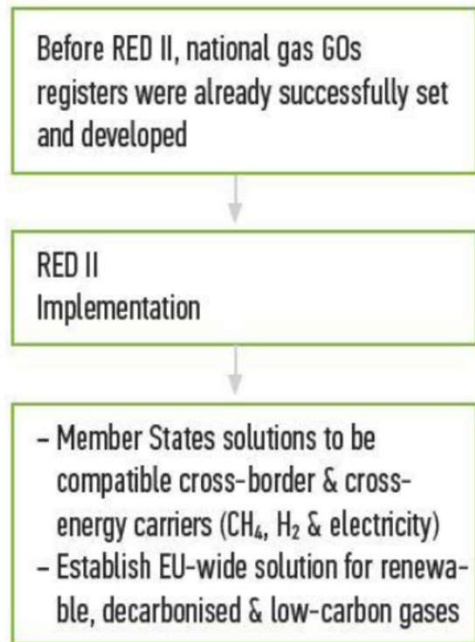 Before RED II, national gas GOs
registers were already successfully set
and developed
RED II
Implementation
– Member States solutions to be
compatible cross-border & cross-
energy carriers (CH₄, H₂ & electricity)
– Establish EU-wide solution for renewa-
ble, decarbonised & low-carbon gases